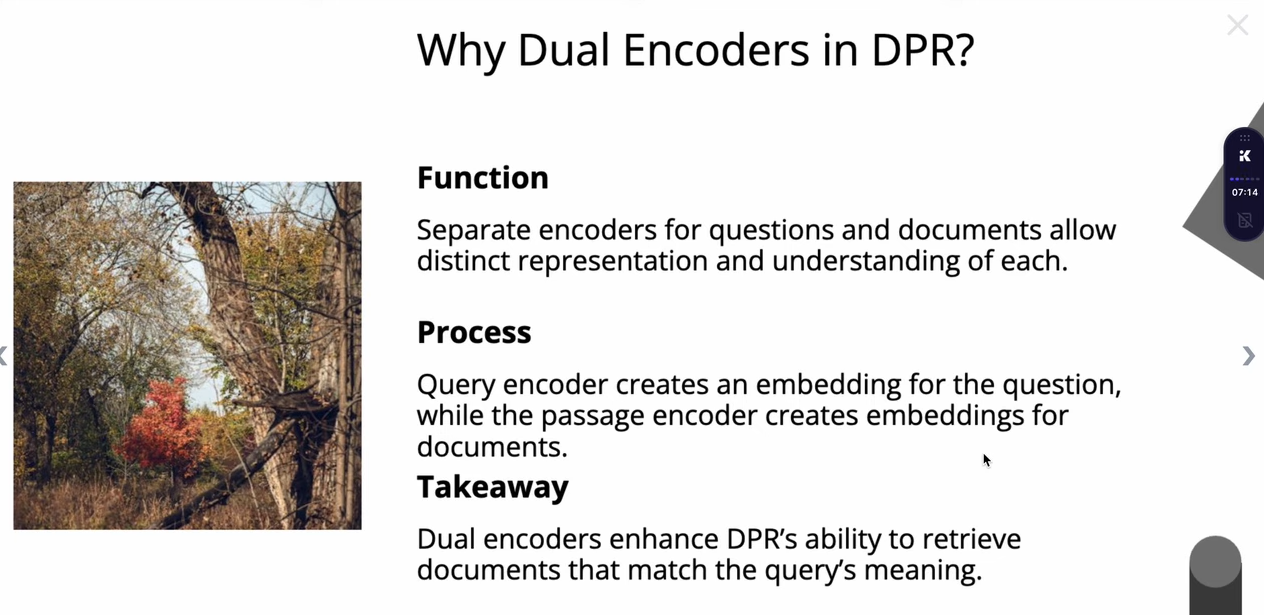 Why Dual Encoders in DPR?
Function
Separate encoders for questions and documents allow
distinct representation and understanding of each.
Process
Query encoder creates an embedding for the question,
while the passage encoder creates embeddings for
documents.
Takeaway
Dual encoders enhance DPR’s ability to retrieve
documents that match the query’s meaning.
07:14